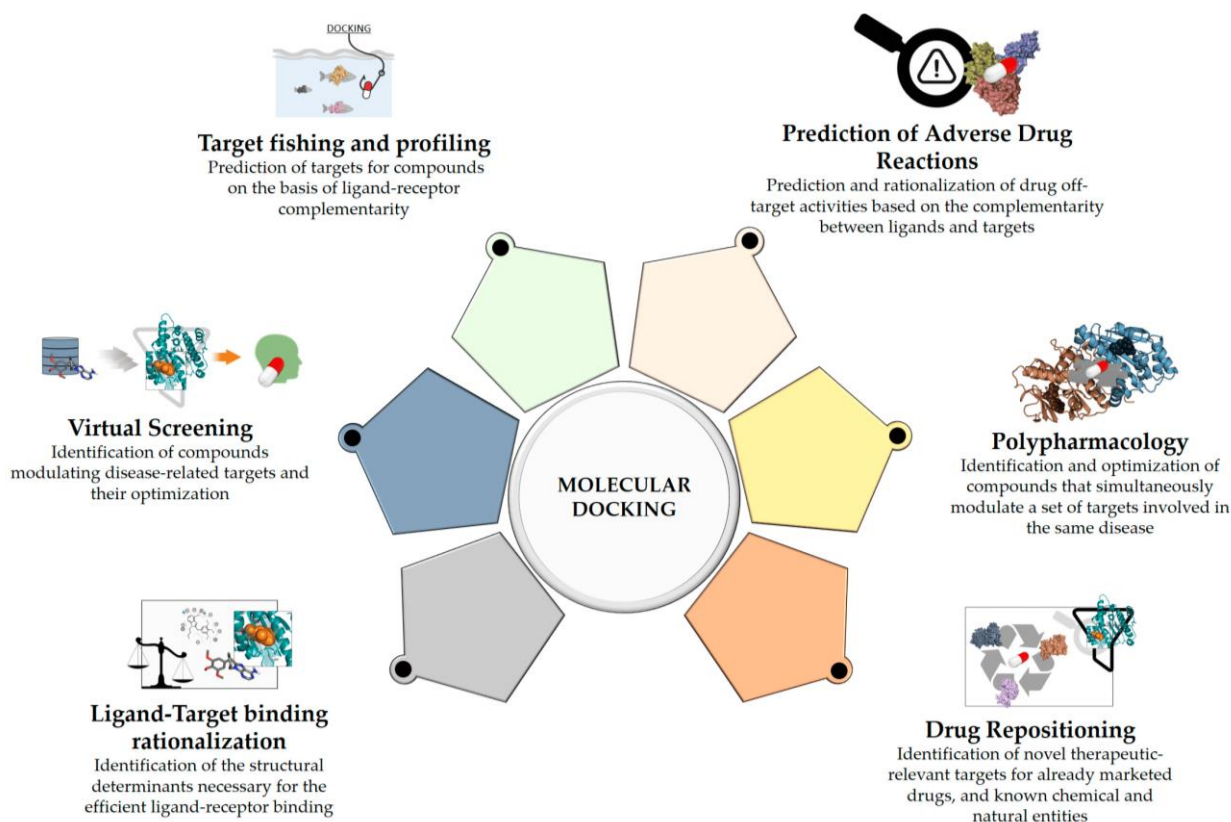 DOCKING
Target fishing and profiling
Prediction of targets for compounds
on the basis of ligand-receptor
complementarity
Prediction of Adverse Drug
Reactions
Prediction and rationalization of drug off-
target activities based on the complementarity
between ligands and targets
Virtual Screening
Identification of compounds
modulating disease-related targets and
their optimization
MOLECULAR
DOCKING
Polypharmacology
Identification and optimization of
compounds that simultaneously
modulate a set of targets involved in
the same disease
Ligand-Target binding
rationalization
Identification of the structural
determinants necessary for the
efficient ligand-receptor binding
Drug Repositioning
Identification of novel therapeutic-
relevant targets for already marketed
drugs, and known chemical and
natural entities